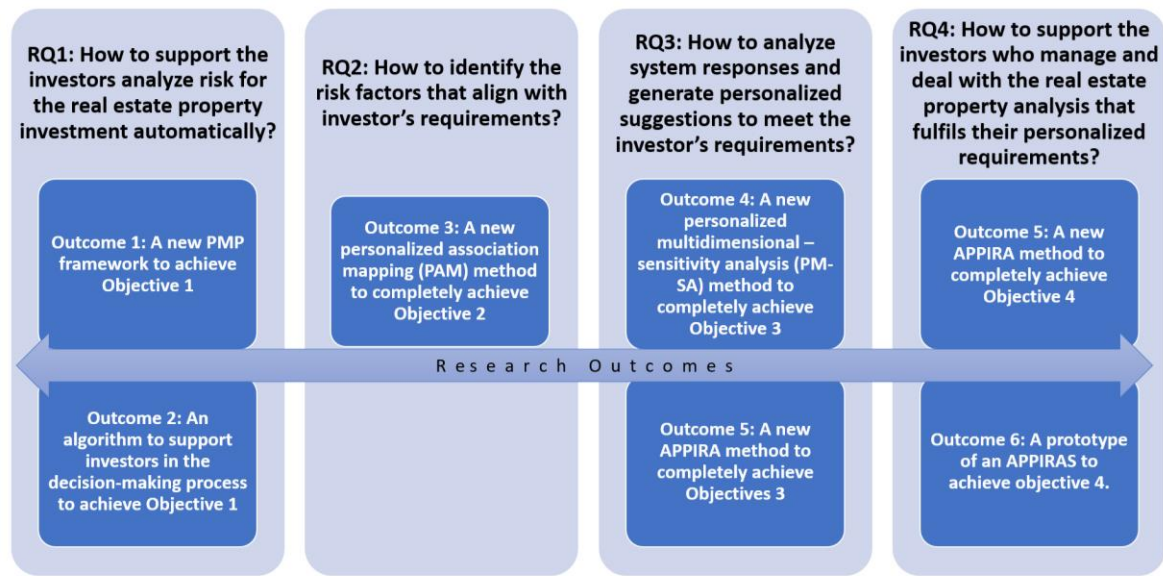 RQ1: How to support the
investors analyze risk for
the real estate property
investment automatically?
Outcome 1: A new PMP
framework to achieve
Objective 1
Outcome 2: An
algorithm to support
investors in the
decision-making process
to achieve Objective 1
RQ2: How to identify the
risk factors that align with
investor's requirements?
Outcome 3: A new
personalized association
mapping (PAM) method
to completely achieve
Objective 2
RQ3: How to analyze
system responses and
generate personalized
suggestions to meet the
investor's requirements?
Outcome 4: A new
personalized
multidimensional –
sensitivity analysis (PM-
SA) method to
completely achieve
Objective 3
Outcome 5: A new
APPIRA method to
completely achieve
Objectives 3
RQ4: How to support the
investors who manage and
deal with the real estate
property analysis that
fulfils their personalized
requirements?
Outcome 5: A new
APPIRA method to
completely achieve
Objective 4
Outcome 6: A prototype
of an APPIRAS to
achieve objective 4.
Research Outcomes